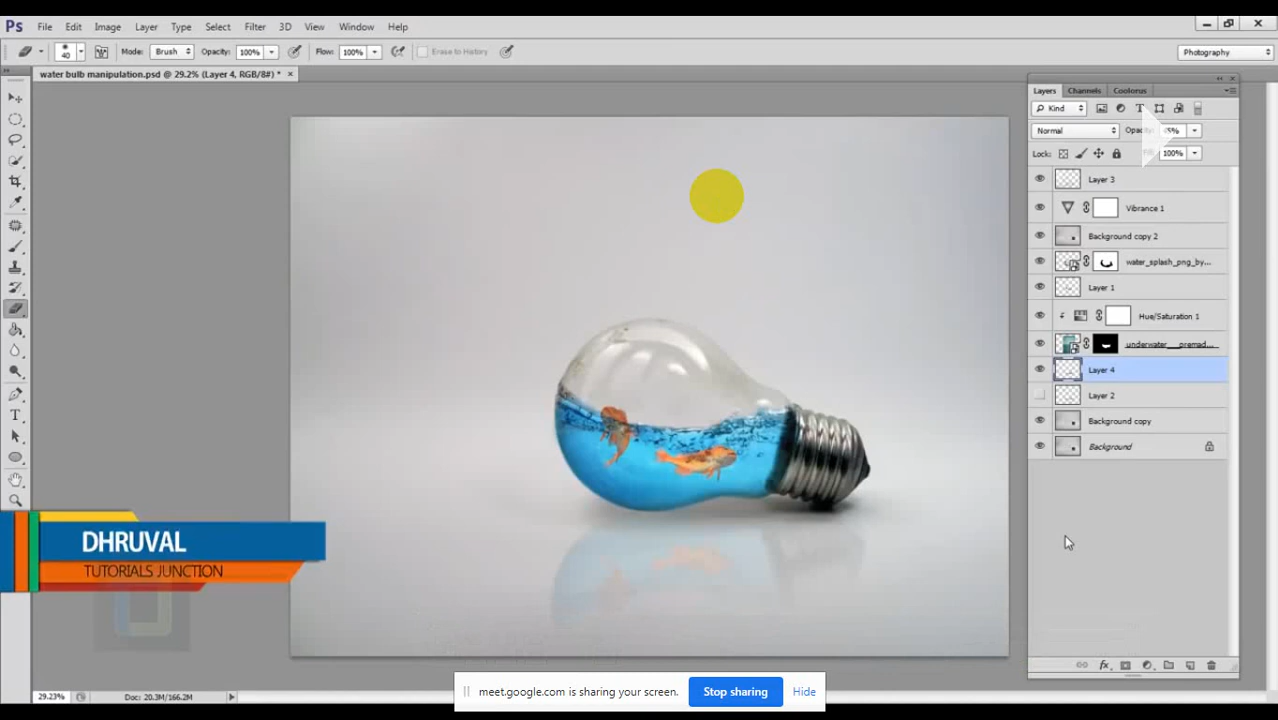 Ps File Edit Image Layer Type Select Filter 3D View Window Help
40 Mode: Brush Opacity: 100% Flow: 100% Erase to History Photography
water bulb manipulation.psd @ 29.2% (Layer 4, RGB/8#) * ×
Layers Channels Coolorus
Kind
Normal
Lock: 100%
Layer 3
Vibrance 1
Background copy 2
water_splash_png_by...
Layer 1
Hue/Saturation 1
underwater___premad...
Layer 4
Layer 2
Background copy
Background
DHRUVAL
TUTORIALS JUNCTION
29.23% Doc: 20.3M/166.2M
meet.google.com is sharing your screen. Stop sharing Hide